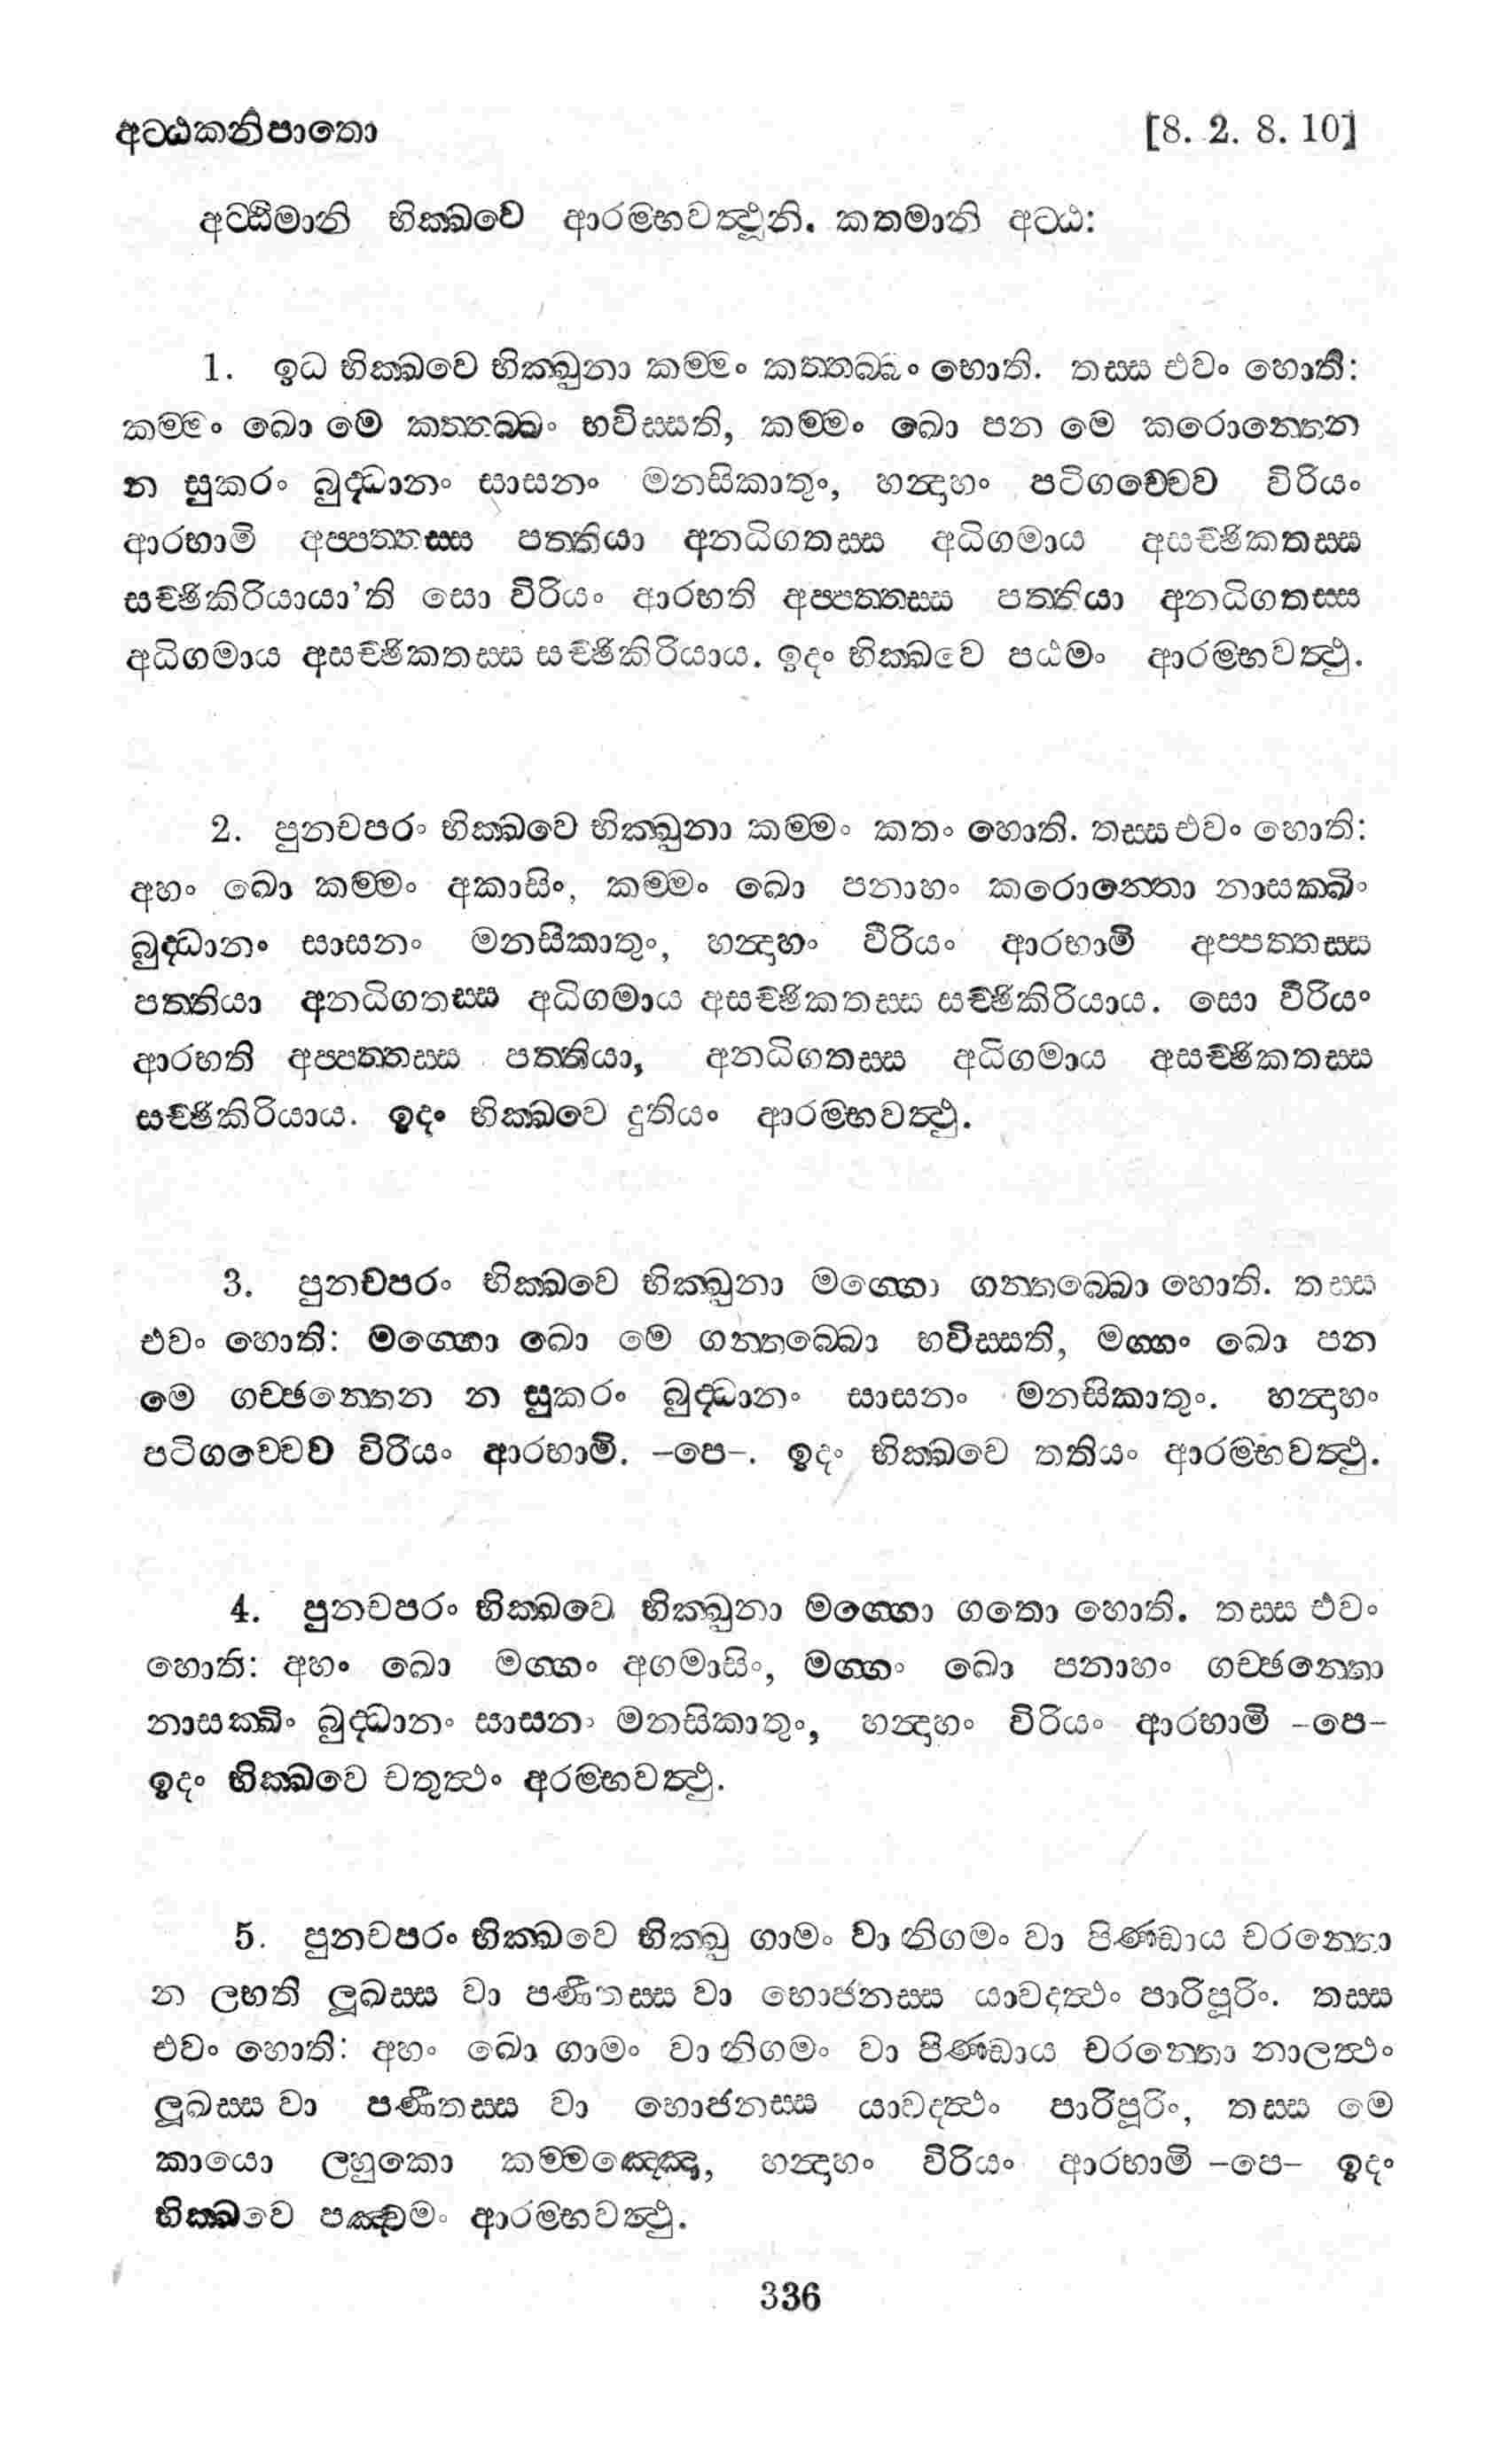 අට්ඨකනිපාතො [8. 2. 8. 10]
අට්ඨිමානි භික්ඛවෙ ආරම්භවත්ථූනි. කතමානි අට්ඨ:
1. ඉධ භික්ඛවෙ භික්ඛුනා කම්මං කත්තබ්බං හොති. තස්ස එවං හොති:
කම්මං ඛො මෙ කත්තබ්බං භවිස්සති, කම්මං ඛො පන මෙ කරොන්තෙන
න සුකරං බුද්ධානං සාසනං මනසිකාතුං, හන්දාහං පටිගච්චෙව විරියං
ආරභාමි අප්පත්තස්ස පත්තියා අනධිගතස්ස අධිගමාය අසච්ඡිකතස්ස
සච්ඡිකිරියායා'ති සො විරියං ආරභති අප්පත්තස්ස පත්තියා අනධිගතස්ස
අධිගමාය අසච්ඡිකතස්ස සච්ඡිකිරියාය. ඉදං භික්ඛවෙ පඨමං ආරම්භවත්ථු.
2. පුනචපරං භික්ඛවෙ භික්ඛුනා කම්මං කතං හොති. තස්ස එවං හොති:
අහං ඛො කම්මං අකාසිං, කම්මං ඛො පනාහං කරොන්තො නාසක්ඛිං
බුද්ධානං සාසනං මනසිකාතුං, හන්දාහං විරියං ආරභාමි අප්පත්තස්ස
පත්තියා අනධිගතස්ස අධිගමාය අසච්ඡිකතස්ස සච්ඡිකිරියාය. සො විරියං
ආරභති අප්පත්තස්ස පත්තියා, අනධිගතස්ස අධිගමාය අසච්ඡිකතස්ස
සච්ඡිකිරියාය. ඉදං භික්ඛවෙ දුතියං ආරම්භවත්ථු.
3. පුනචපරං භික්ඛවෙ භික්ඛුනා මග්ගො ගන්තබ්බො හොති. තස්ස
එවං හොති: මග්ගො ඛො මෙ ගන්තබ්බො භවිස්සති, මග්ගං ඛො පන
මෙ ගච්ඡන්තෙන න සුකරං බුද්ධානං සාසනං මනසිකාතුං. හන්දාහං
පටිගච්චෙව විරියං ආරභාමි. -පෙ-. ඉදං භික්ඛවෙ තතියං ආරම්භවත්ථු.
4. පුනචපරං භික්ඛවෙ භික්ඛුනා මග්ගො ගතො හොති. තස්ස එවං
හොති: අහං ඛො මග්ගං අගමාසිං, මග්ගං ඛො පනාහං ගච්ඡන්තො
නාසක්ඛිං බුද්ධානං සාසනං මනසිකාතුං, හන්දාහං විරියං ආරභාමි -පෙ-
ඉදං භික්ඛවෙ චතුත්ථං අරම්භවත්ථු.
5. පුනචපරං භික්ඛවෙ භික්ඛු ගාමං වා නිගමං වා පිණ්ඩාය චරන්තො
න ලභති ලූඛස්ස වා පණීතස්ස වා භොජනස්ස යාවදත්ථං පාරිපූරිං. තස්ස
එවං හොති: අහං ඛො ගාමං වා නිගමං වා පිණ්ඩාය චරන්තො නාලත්ථං
ලූඛස්ස වා පණීතස්ස වා හොජනස්ස යාවදත්ථං පාරිපූරිං, තස්ස මෙ
කායො ලහුකො කම්මඤ්ඤො, හන්දාහං විරියං ආරභාමි -පෙ- ඉදං
භික්ඛවෙ පඤ්චමං ආරම්භවත්ථු.
336